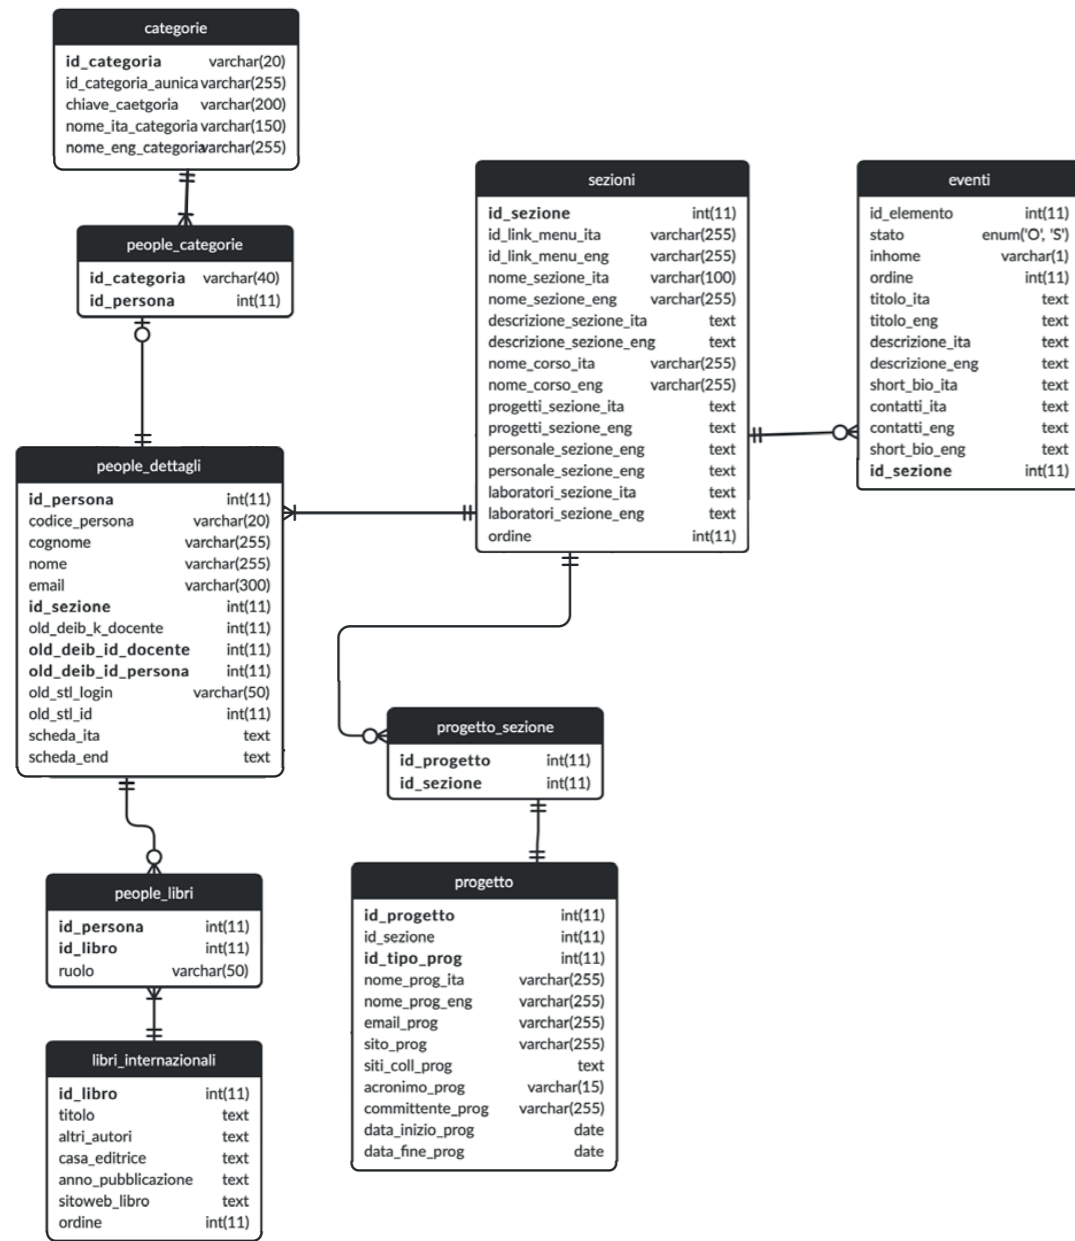 categorie
id_categoria varchar(20)
id_categoria_aunica varchar(255)
chiave_caetgoria varchar(200)
nome_ita_categoria varchar(150)
nome_eng_categoria varchar(255)
people_categorie
id_categoria varchar(40)
id_persona int(11)
sezioni
id_sezione int(11)
id_link_menu_ita varchar(255)
id_link_menu_eng varchar(255)
nome_sezione_ita varchar(100)
nome_sezione_eng varchar(255)
descrizione_sezione_ita text
descrizione_sezione_eng text
nome_corso_ita varchar(255)
nome_corso_eng varchar(255)
progetti_sezione_ita text
progetti_sezione_eng text
personale_sezione_eng text
personale_sezione_eng text
laboratori_sezione_ita text
laboratori_sezione_eng text
ordine int(11)
eventi
id_elemento int(11)
stato enum('O', 'S')
inhome varchar(1)
ordine int(11)
titolo_ita text
titolo_eng text
descrizione_ita text
descrizione_eng text
short_bio_ita text
contatti_ita text
contatti_eng text
short_bio_eng text
id_sezione int(11)
people_dettagli
id_persona int(11)
codice_persona varchar(20)
cognome varchar(255)
nome varchar(255)
email varchar(300)
id_sezione int(11)
old_deib_k_docente int(11)
old_deib_id_docente int(11)
old_deib_id_persona int(11)
old_stl_login varchar(50)
old_stl_id int(11)
scheda_ita text
scheda_end text
progetto_sezione
id_progetto int(11)
id_sezione int(11)
people_libri
id_persona int(11)
id_libro int(11)
ruolo varchar(50)
progetto
id_progetto int(11)
id_sezione int(11)
id_tipo_prog int(11)
nome_prog_ita varchar(255)
nome_prog_eng varchar(255)
email_prog varchar(255)
sito_prog varchar(255)
siti_coll_prog text
acronimo_prog varchar(15)
committente_prog varchar(255)
data_inizio_prog date
data_fine_prog date
libri_internazionali
id_libro int(11)
titolo text
altri_autori text
casa_editrice text
anno_pubblicazione text
sitoweb_libro text
ordine int(11)